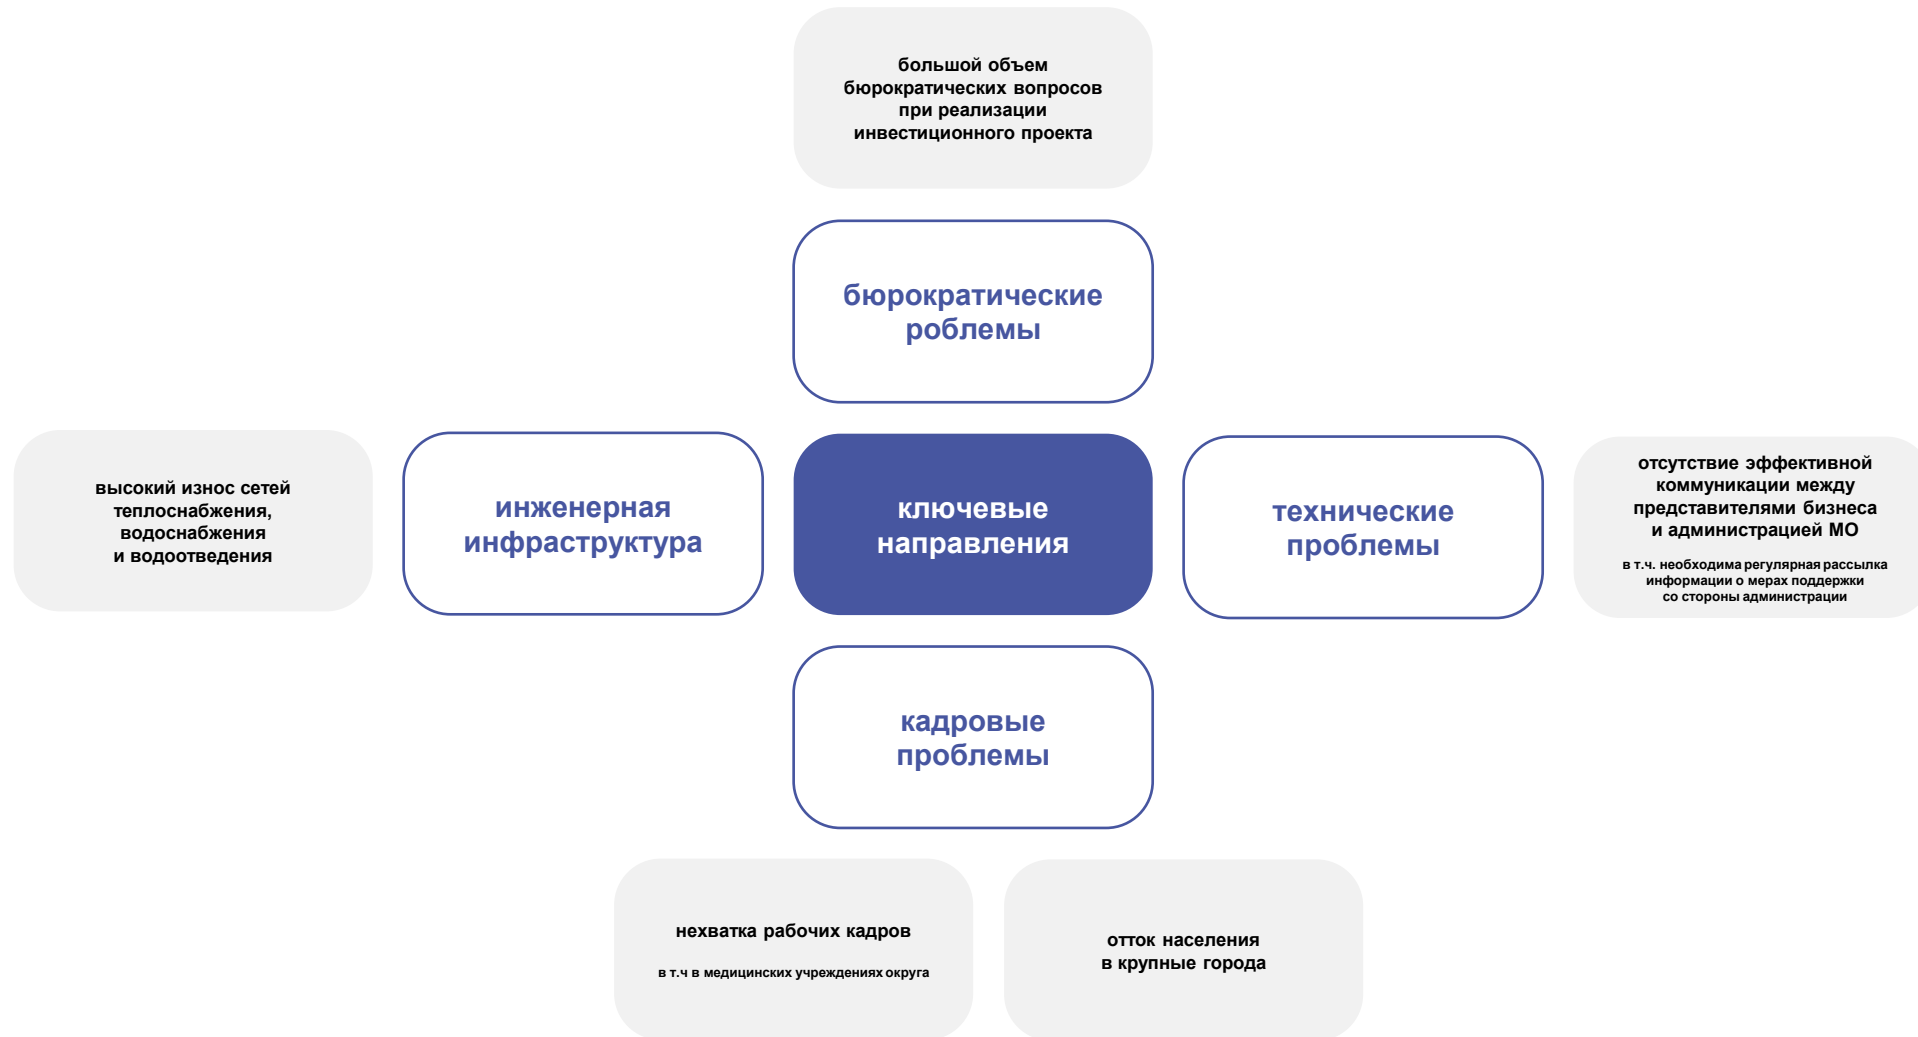 большой объем
бюрократических вопросов
при реализации
инвестиционного проекта
бюрократические
роблемы
высокий износ сетей
теплоснабжения,
водоснабжения
и водоотведения
инженерная
инфраструктура
ключевые
направления
технические
проблемы
отсутствие эффективной
коммуникации между
представителями бизнеса
и администрацией МО
в т.ч. необходима регулярная рассылка
информации о мерах поддержки
со стороны администрации
кадровые
проблемы
нехватка рабочих кадров
в т.ч в медицинских учреждениях округа
отток населения
в крупные города